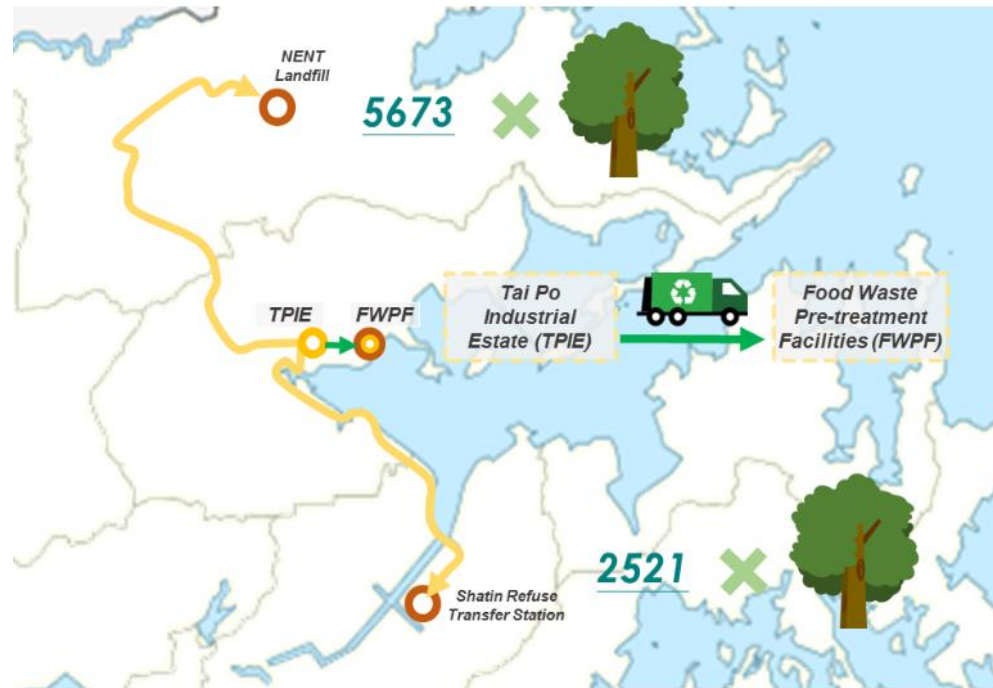 NENT
Landfill
5673
TPIE
FWPF
Tai Po
Industrial
Estate (TPIE)
Food Waste
Pre-treatment
Facilities (FWPF)
2521
Shatin Refuse
Transfer Station